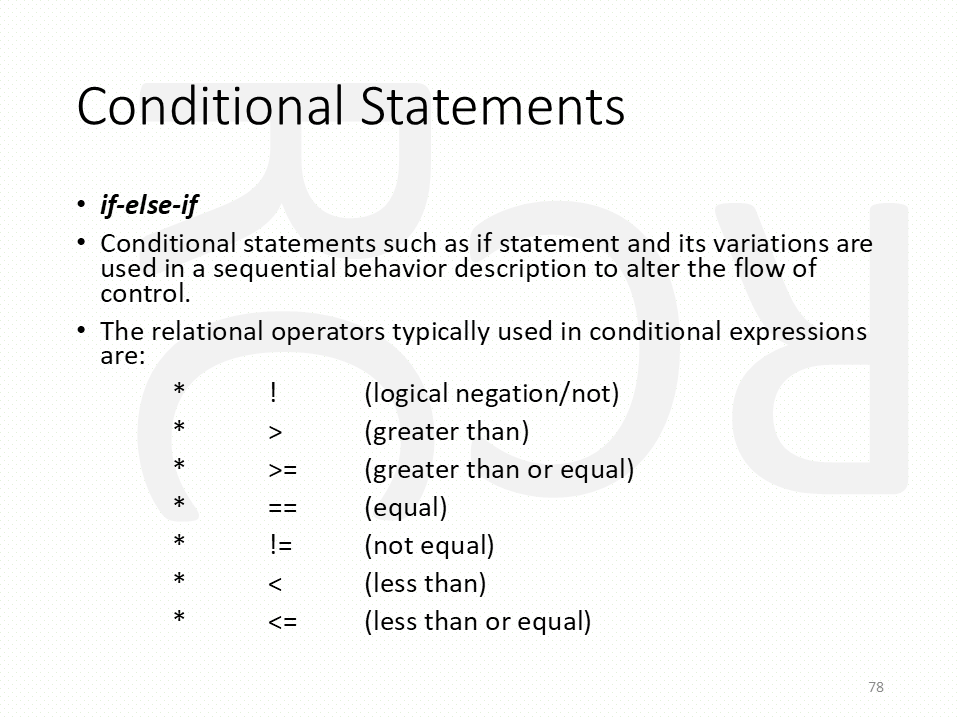 Conditional Statements
• if-else-if
• Conditional statements such as if statement and its variations are
used in a sequential behavior description to alter the flow of
control.
• The relational operators typically used in conditional expressions
are:
* ! (logical negation/not)
* > (greater than)
* >= (greater than or equal)
* == (equal)
* != (not equal)
* < (less than)
* <= (less than or equal)
78